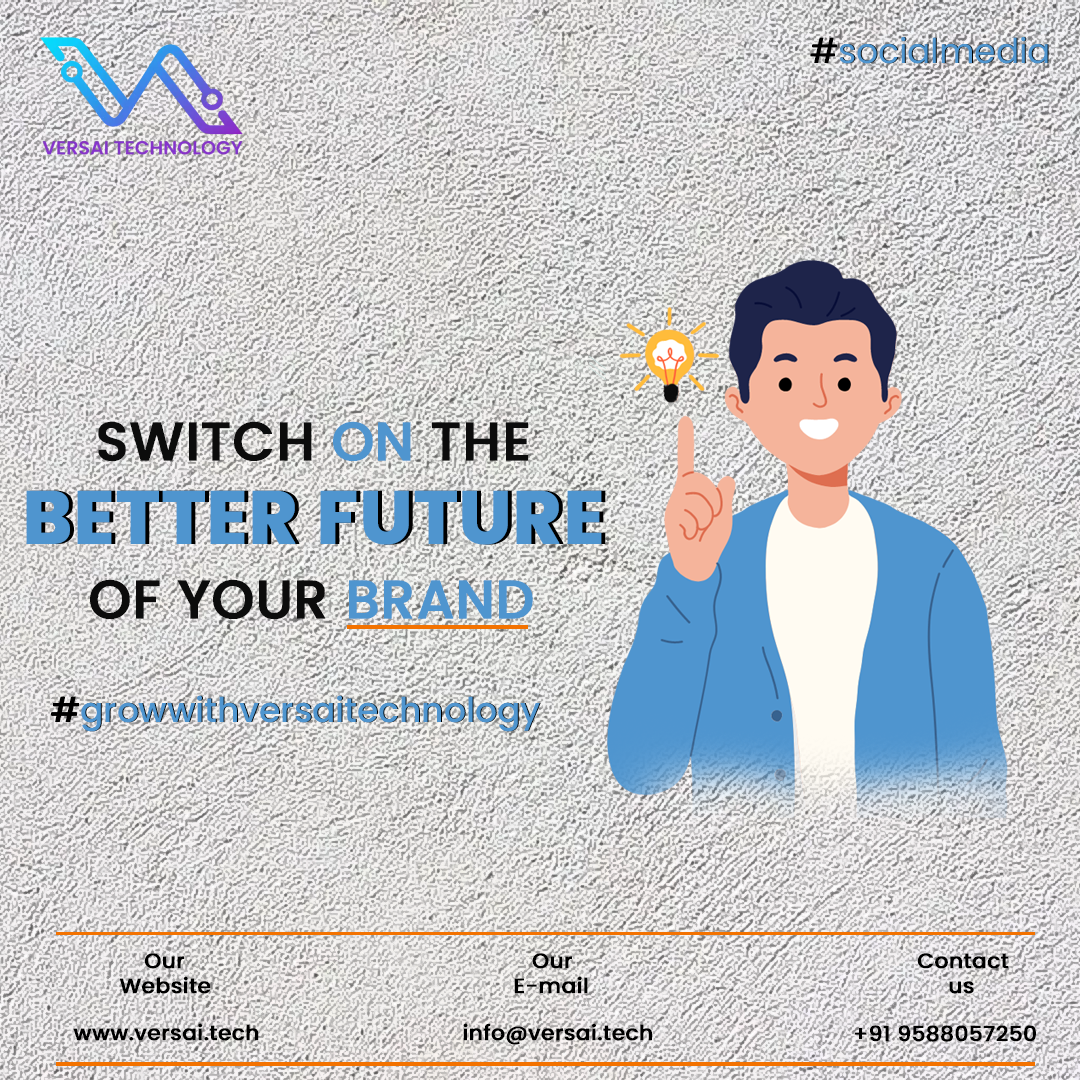 VERSAI TECHNOLOGY
#socialmedia
SWITCH ON THE
BETTER FUTURE
OF YOUR BRAND
#growwithversaitechnology
Our
Website
www.versai.tech
Our
E-mail
info@versai.tech
Contact
us
+91 9588057250